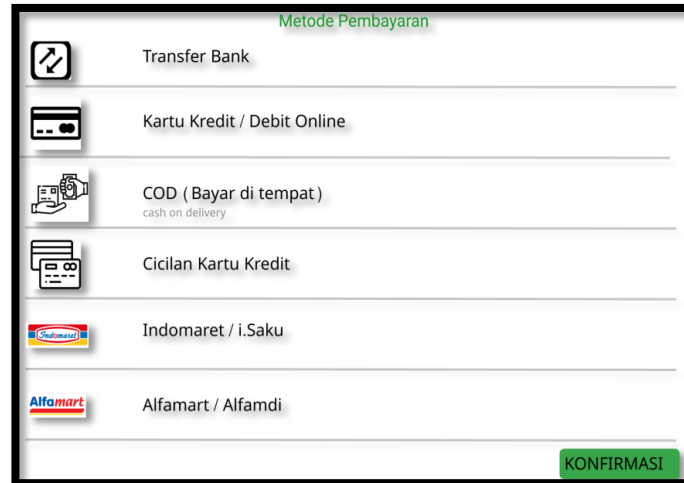 Metode Pembayaran
Transfer Bank
Kartu Kredit / Debit Online
COD ( Bayar di tempat )
cash on delivery
Cicilan Kartu Kredit
Indomaret
Indomaret / i.Saku
Alfamart
Alfamart / Alfamdi
KONFIRMASI